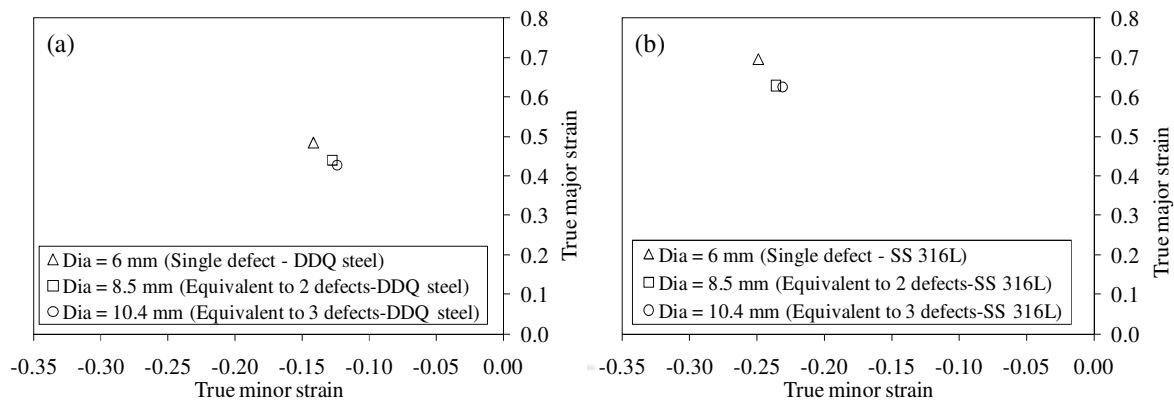 (a)
0.8
0.7
0.6
0.5
0.4
0.3
0.2
0.1
0.0
True major strain
Dia = 6 mm (Single defect - DDQ steel)
Dia = 8.5 mm (Equivalent to 2 defects-DDQ steel)
Dia = 10.4 mm (Equivalent to 3 defects-DDQ steel)
-0.35 -0.30 -0.25 -0.20 -0.15 -0.10 -0.05 0.00
True minor strain
(b)
0.8
0.7
0.6
0.5
0.4
0.3
0.2
0.1
0.0
True major strain
Dia = 6 mm (Single defect - SS 316L)
Dia = 8.5 mm (Equivalent to 2 defects-SS 316L)
Dia = 10.4 mm (Equivalent to 3 defects-SS 316L)
-0.35 -0.30 -0.25 -0.20 -0.15 -0.10 -0.05 0.00
True minor strain